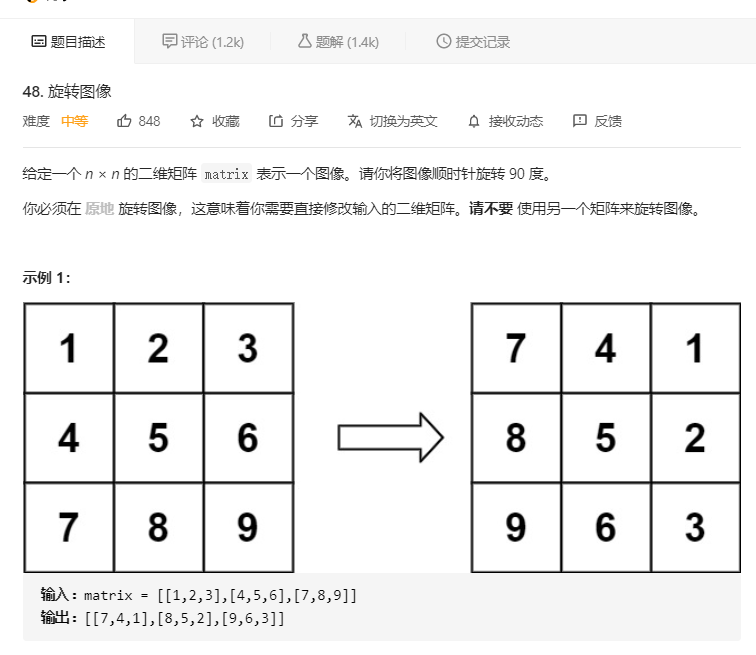 题目描述 评论 (1.2k) 题解 (1.4k) 提交记录
48. 旋转图像
难度 中等 848 收藏 分享 切换为英文 接收动态 反馈
给定一个 n × n 的二维矩阵 matrix 表示一个图像。请你将图像顺时针旋转 90 度。
你必须在 原地 旋转图像，这意味着你需要直接修改输入的二维矩阵。请不要 使用另一个矩阵来旋转图像。
示例 1：
1 2 3 7 4 1
4 5 6 8 5 2
7 8 9 9 6 3
输入：matrix = [[1,2,3],[4,5,6],[7,8,9]]
输出：[[7,4,1],[8,5,2],[9,6,3]]